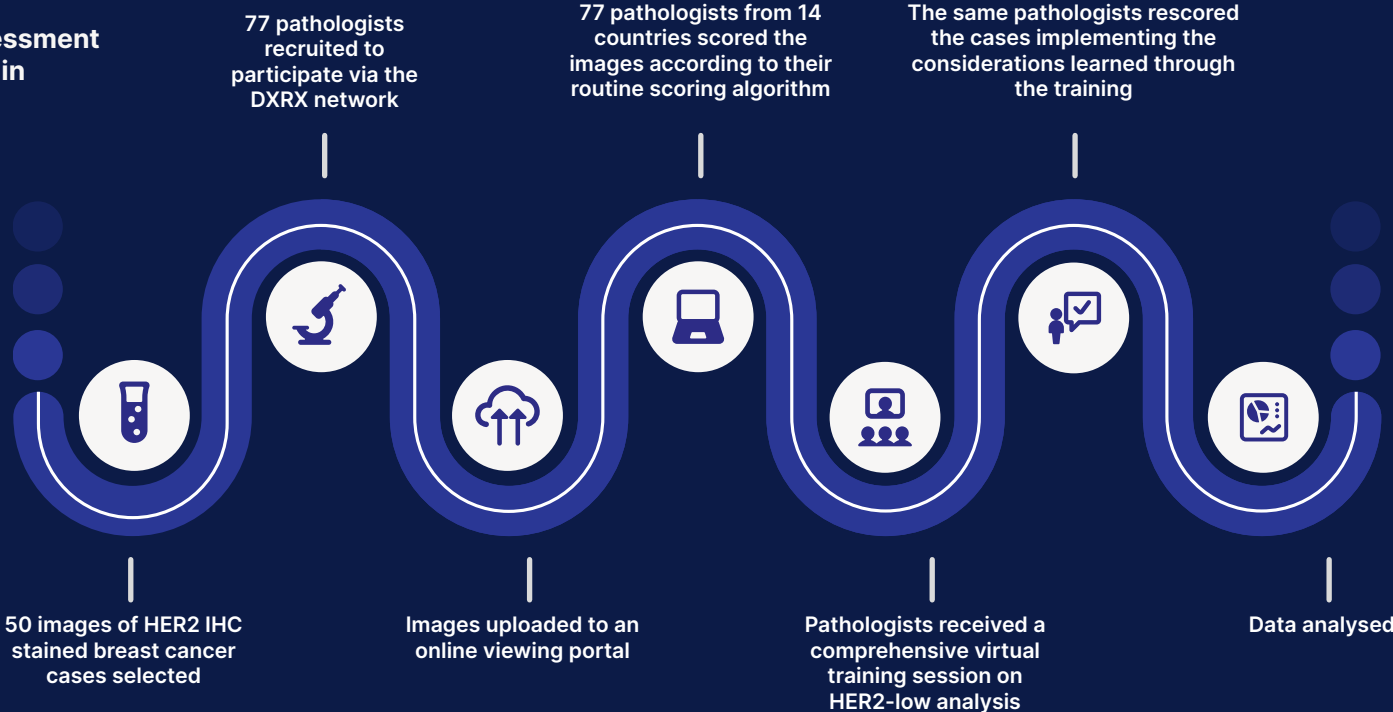 essment
in
77 pathologists
recruited to
participate via the
DXRX network
77 pathologists from 14
countries scored the
images according to their
routine scoring algorithm
The same pathologists rescored
the cases implementing the
considerations learned through
the training
50 images of HER2 IHC
stained breast cancer
cases selected
Images uploaded to an
online viewing portal
Pathologists received a
comprehensive virtual
training session on
HER2-low analysis
Data analysed